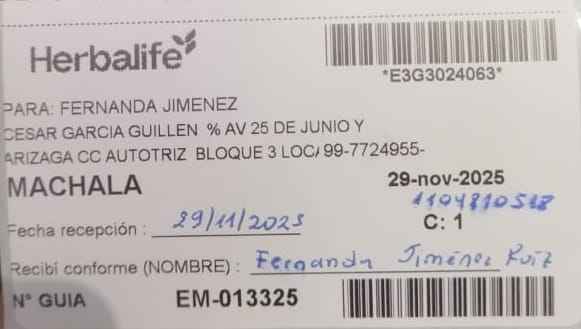 Herbalife
*E3G3024063*
PARA: FERNANDA JIMENEZ
CESAR GARCIA GUILLEN % AV 25 DE JUNIO Y
ARIZAGA CC AUTOTRIZ BLOQUE 3 LOC/ 99-7724955-
MACHALA 29-nov-2025
1104810518
Fecha recepción : 29/11/2025 C: 1
Recibí conforme (NOMBRE) : Fernanda Jiménez Ruiz
N° GUIA EM-013325